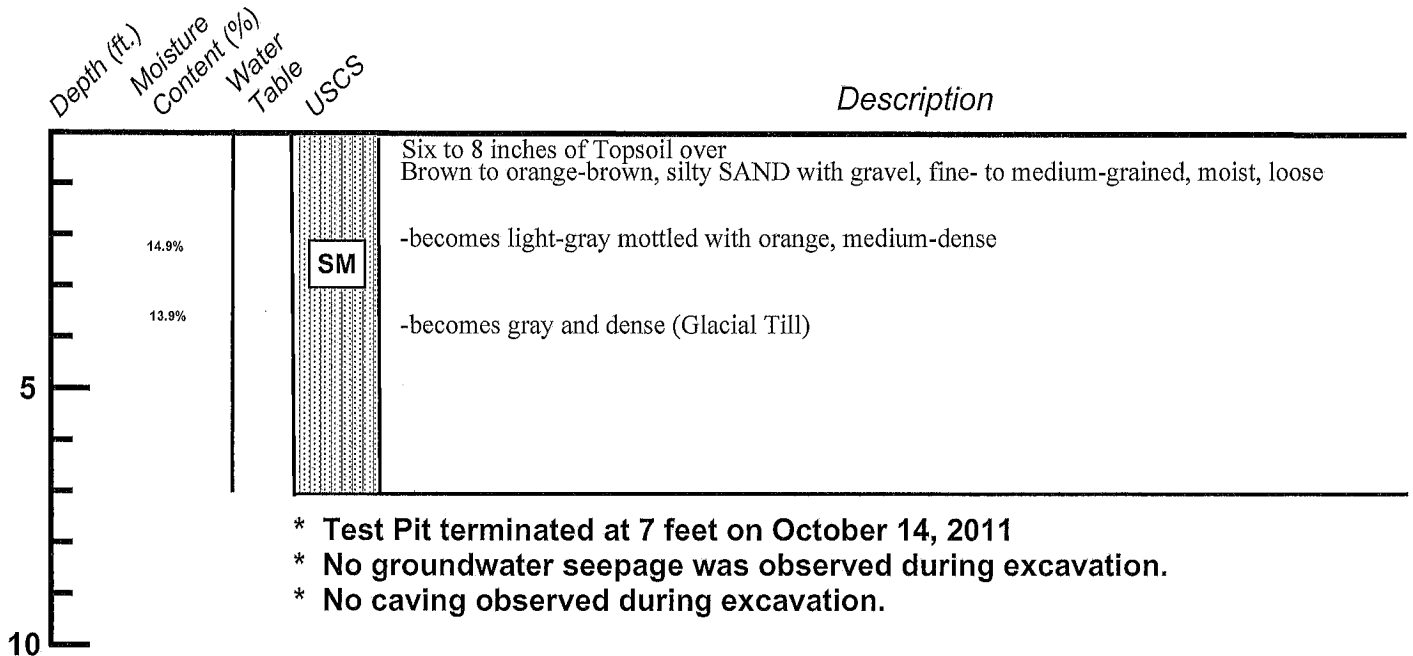 Depth (ft.)
Moisture
Content (%)
Water
Table
USCS
Description
Six to 8 inches of Topsoil over
Brown to orange-brown, silty SAND with gravel, fine- to medium-grained, moist, loose
14.9%
-becomes light-gray mottled with orange, medium-dense
SM
13.9%
-becomes gray and dense (Glacial Till)
5
* Test Pit terminated at 7 feet on October 14, 2011
* No groundwater seepage was observed during excavation.
* No caving observed during excavation.
10